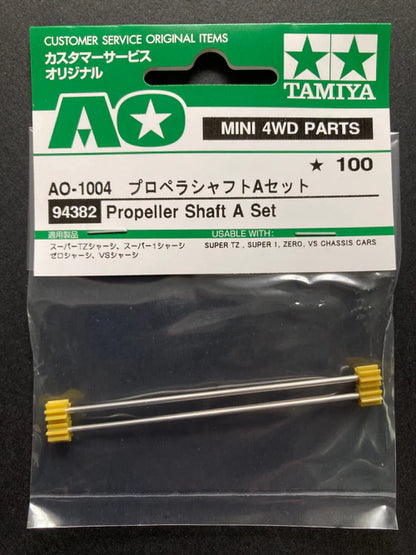 CUSTOMER SERVICE ORIGINAL ITEMS
カスタマーサービス
オリジナル
TAMIYA
AO
MINI 4WD PARTS
★ 100
AO-1004 プロペラシャフトAセット
94382 Propeller Shaft A Set
適用製品
USABLE WITH :
スーパーTZシャーシ、スーパー1シャーシ
ゼロシャーシ、VSシャーシ
SUPER TZ , SUPER 1, ZERO, VS CHASSIS CARS